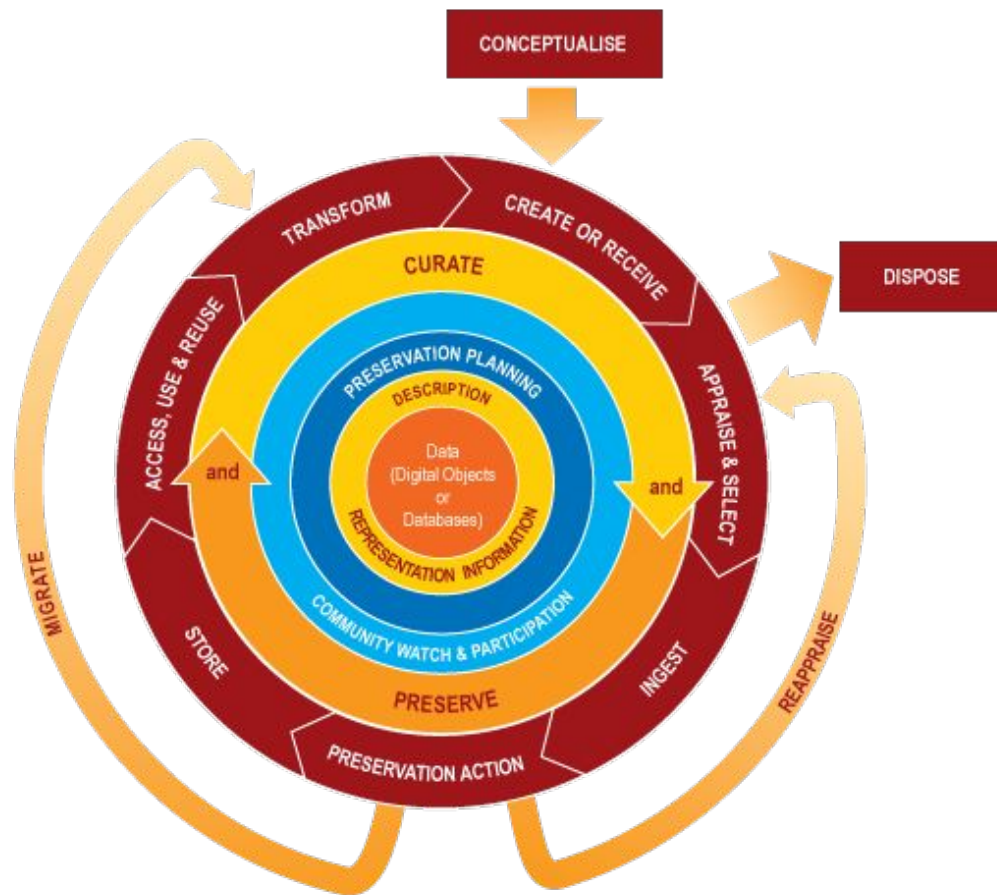 CONCEPTUALISE
DISPOSE
TRANSFORM
CREATE OR RECEIVE
APPRAISE & SELECT
INGEST
PRESERVATION ACTION
STORE
ACCESS, USE & REUSE
MIGRATE
REAPPRAISE
CURATE
and
PRESERVE
and
COMMUNITY WATCH & PARTICIPATION
PRESERVATION PLANNING
DESCRIPTION
REPRESENTATION INFORMATION
Data
(Digital Objects
or
Databases)